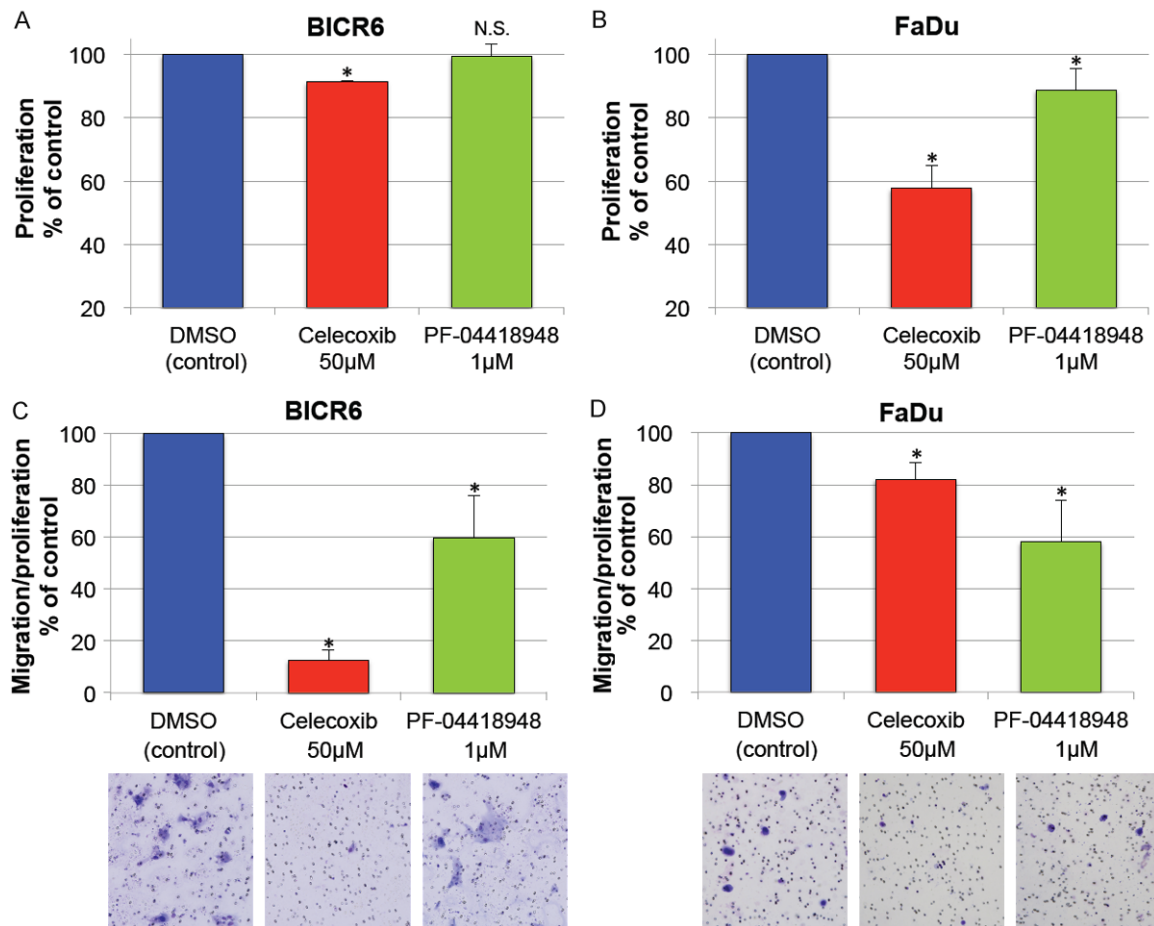 A
BICR6
N.S.
Proliferation
% of control
100
80
60
40
20
*
DMSO
(control)
Celecoxib
50µM
PF-04418948
1µM
B
FaDu
Proliferation
% of control
100
80
60
40
20
*
*
DMSO
(control)
Celecoxib
50µM
PF-04418948
1µM
C
BICR6
Migration/proliferation
% of control
100
80
60
40
20
0
*
*
DMSO
(control)
Celecoxib
50µM
PF-04418948
1µM
D
FaDu
Migration/proliferation
% of control
100
80
60
40
20
0
*
*
DMSO
(control)
Celecoxib
50µM
PF-04418948
1µM